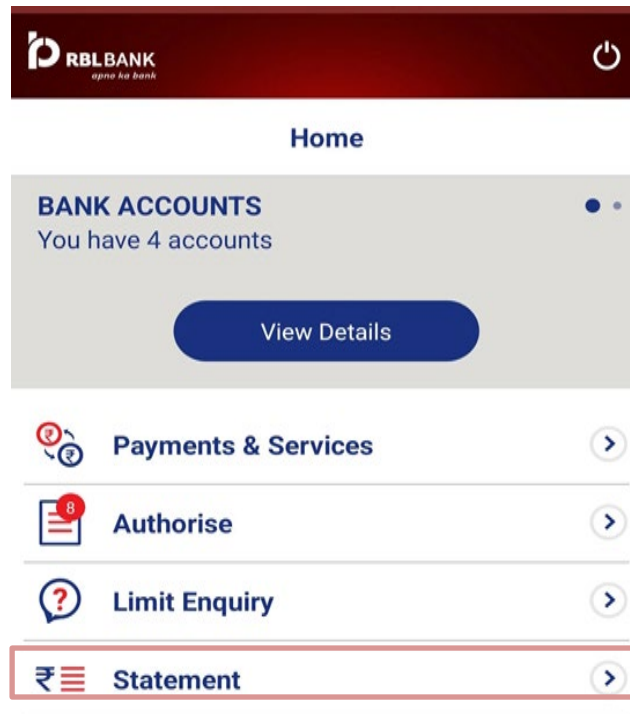 RBLBANK
apno ka bank
Home
BANK ACCOUNTS
You have 4 accounts
View Details
Payments & Services
8
Authorise
?
Limit Enquiry
₹
Statement